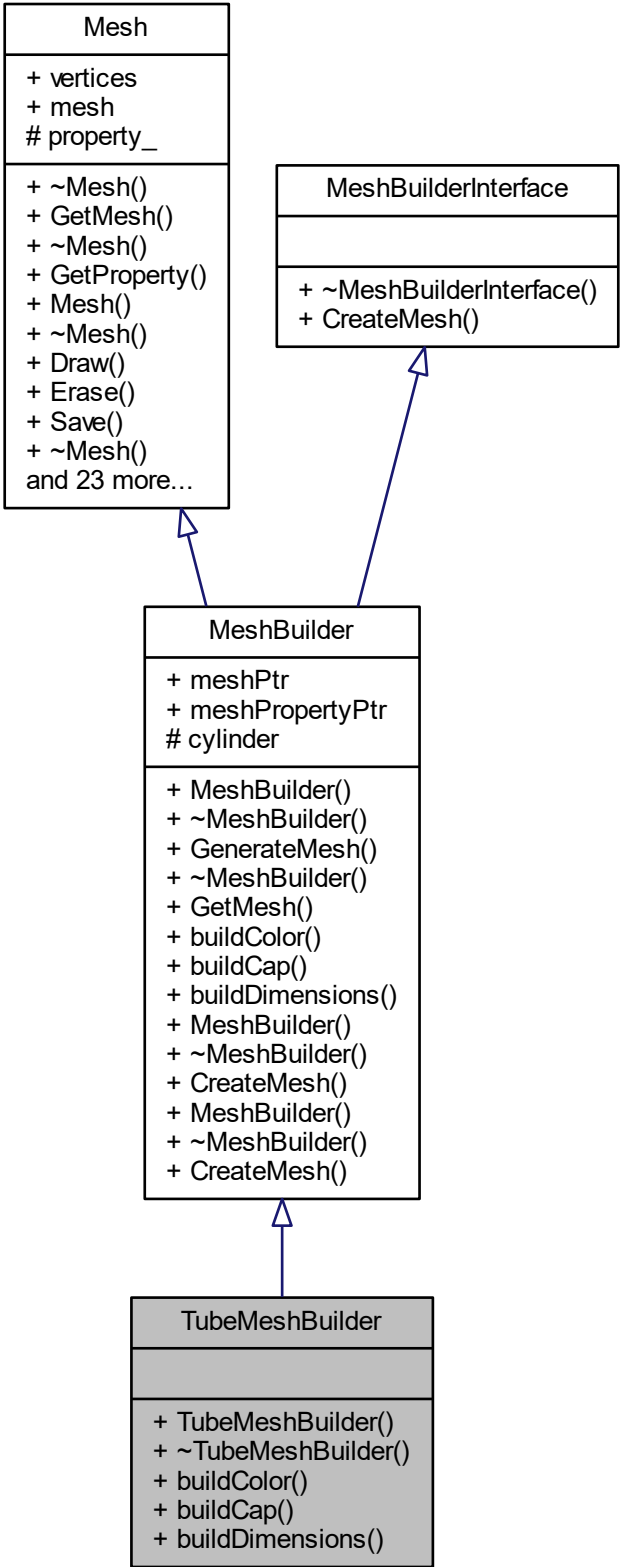 Mesh
+ vertices
+ mesh
# property_
+ ~Mesh()
+ GetMesh()
+ ~Mesh()
+ GetProperty()
+ Mesh()
+ ~Mesh()
+ Draw()
+ Erase()
+ Save()
+ ~Mesh()
and 23 more...
MeshBuilderInterface
+ ~MeshBuilderInterface()
+ CreateMesh()
MeshBuilder
+ meshPtr
+ meshPropertyPtr
# cylinder
+ MeshBuilder()
+ ~MeshBuilder()
+ GenerateMesh()
+ ~MeshBuilder()
+ GetMesh()
+ buildColor()
+ buildCap()
+ buildDimensions()
+ MeshBuilder()
+ ~MeshBuilder()
+ CreateMesh()
+ MeshBuilder()
+ ~MeshBuilder()
+ CreateMesh()
TubeMeshBuilder
+ TubeMeshBuilder()
+ ~TubeMeshBuilder()
+ buildColor()
+ buildCap()
+ buildDimensions()